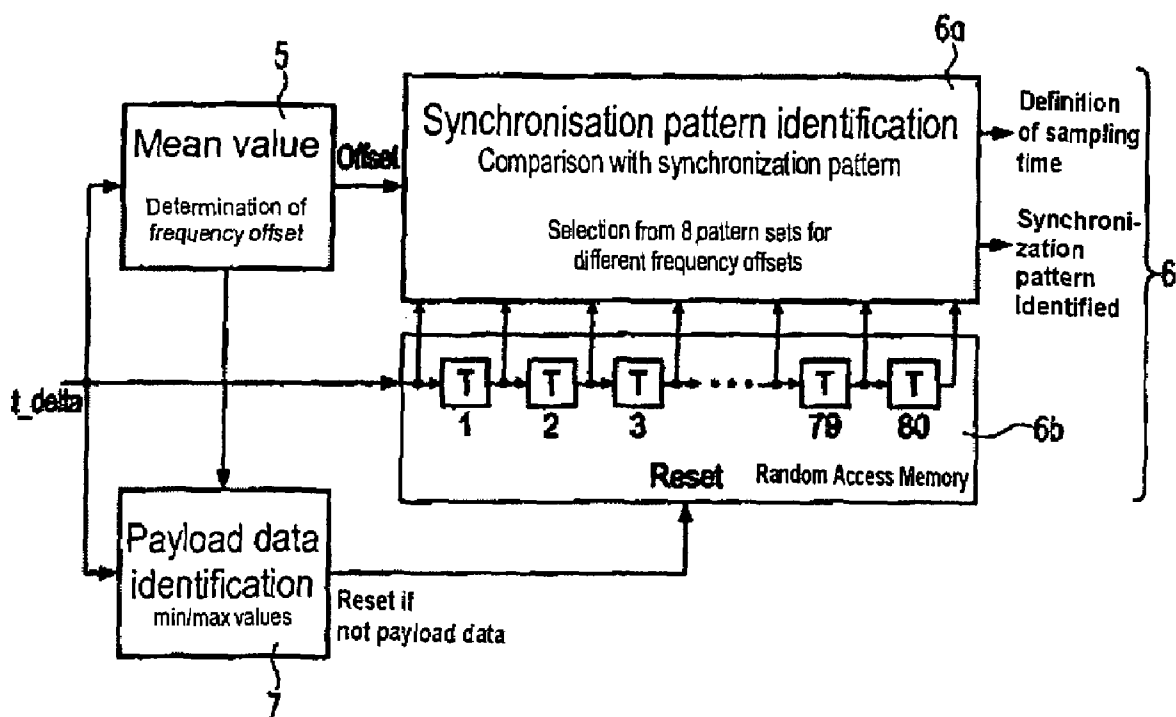 5
6a
Mean value
Determination of
frequency offset
Offset
Synchronisation pattern identification
Comparison with synchronization pattern
Selection from 8 pattern sets for
different frequency offsets
Definition
of sampling
time
Synchroni-
zation
pattern
identified
6
t_delta
T
T
T
T
T
1
2
3
79
80
6b
Reset
Random Access Memory
Payload data
identification
min/max values
Reset if
not payload data
7